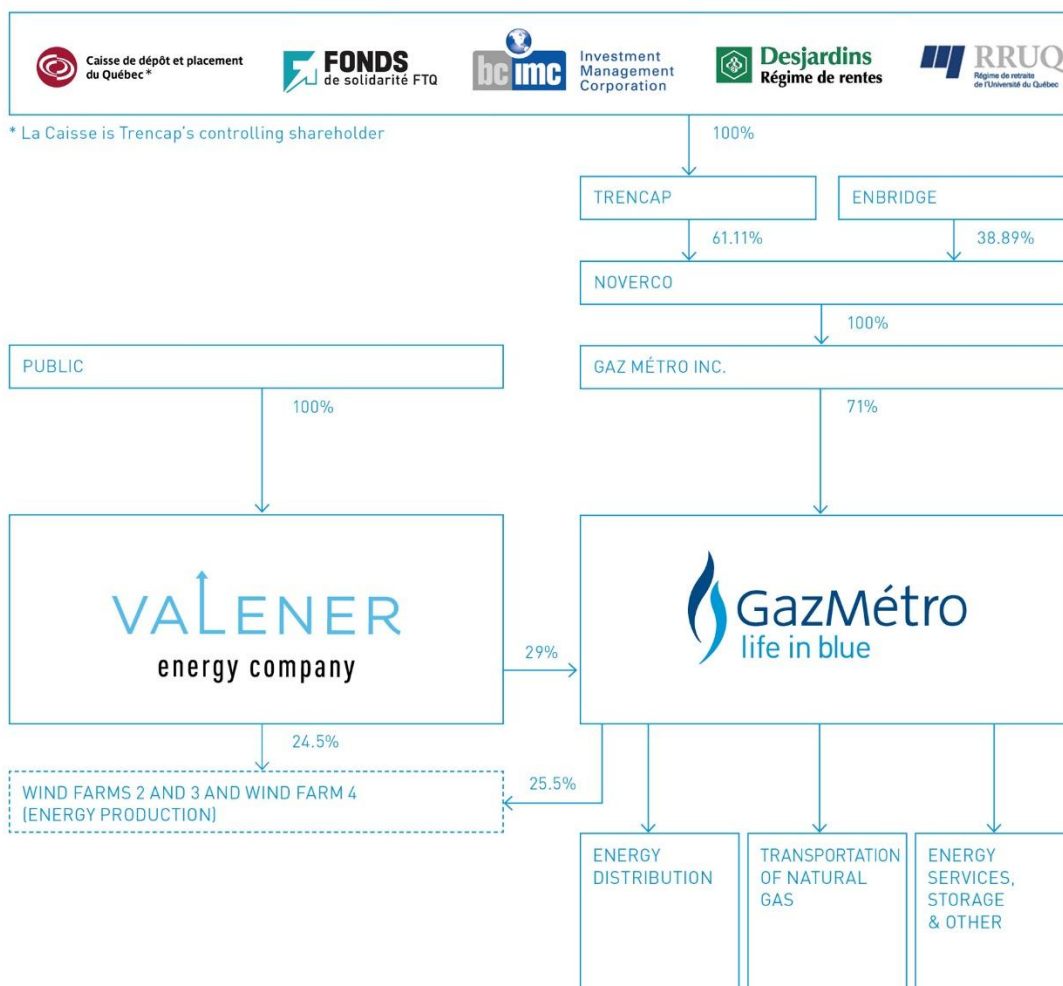 Caisse de dépôt et placement
du Québec *
FONDS
de solidarité FTQ
bc imc
Investment
Management
Corporation
Desjardins
Régime de rentes
RRUQ
Régime de retraite
de l'Université du Québec
* La Caisse is Trencap's controlling shareholder
100%
TRENCAP
ENBRIDGE
61.11%
38.89%
NOVERCO
100%
PUBLIC
GAZ MÉTRO INC.
100%
71%
VALENER
energy company
GazMétro
life in blue
29%
24.5%
25.5%
WIND FARMS 2 AND 3 AND WIND FARM 4
(ENERGY PRODUCTION)
ENERGY
DISTRIBUTION
TRANSPORTATION
OF NATURAL
GAS
ENERGY
SERVICES,
STORAGE
& OTHER